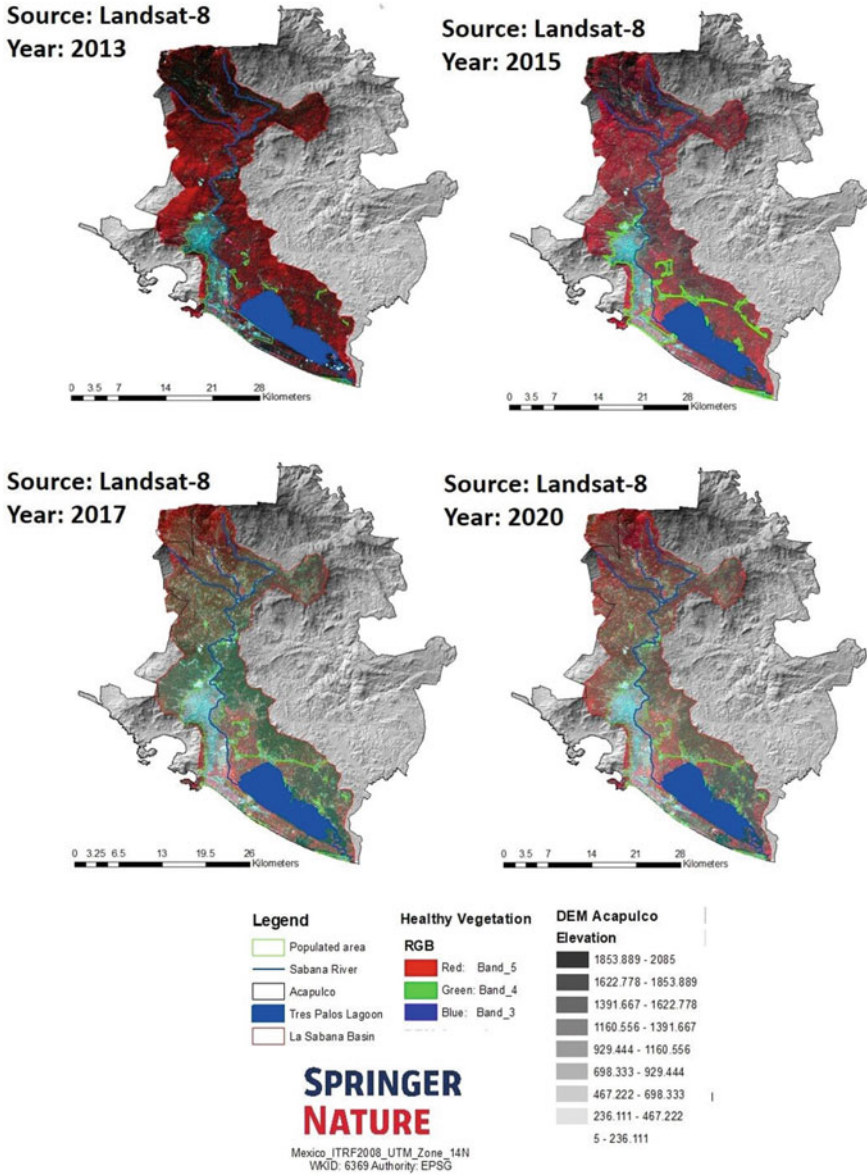 Source: Landsat-8
Year: 2013
Source: Landsat-8
Year: 2015
0 3.5 7 14 21 28
Kilometers
0 3.5 7 14 21 28
Kilometers
Source: Landsat-8
Year: 2017
Source: Landsat-8
Year: 2020
0 3.25 6.5 13 19.5 26
Kilometers
0 3.5 7 14 21 28
Kilometers
Legend
Populated area
Sabana River
Acapulco
Tres Palos Lagoon
La Sabana Basin
Healthy Vegetation
RGB
Red: Band_5
Green: Band_4
Blue: Band_3
DEM Acapulco
Elevation
1853.889 - 2085
1622.778 - 1853.889
1391.667 - 1622.778
1160.556 - 1391.667
929.444 - 1160.556
698.333 - 929.444
467.222 - 698.333
236.111 - 467.222
5 - 236.111
SPRINGER
NATURE
Mexico_ITRF2008_UTM_Zone_14N
WKID: 6369 Authority: EPSG